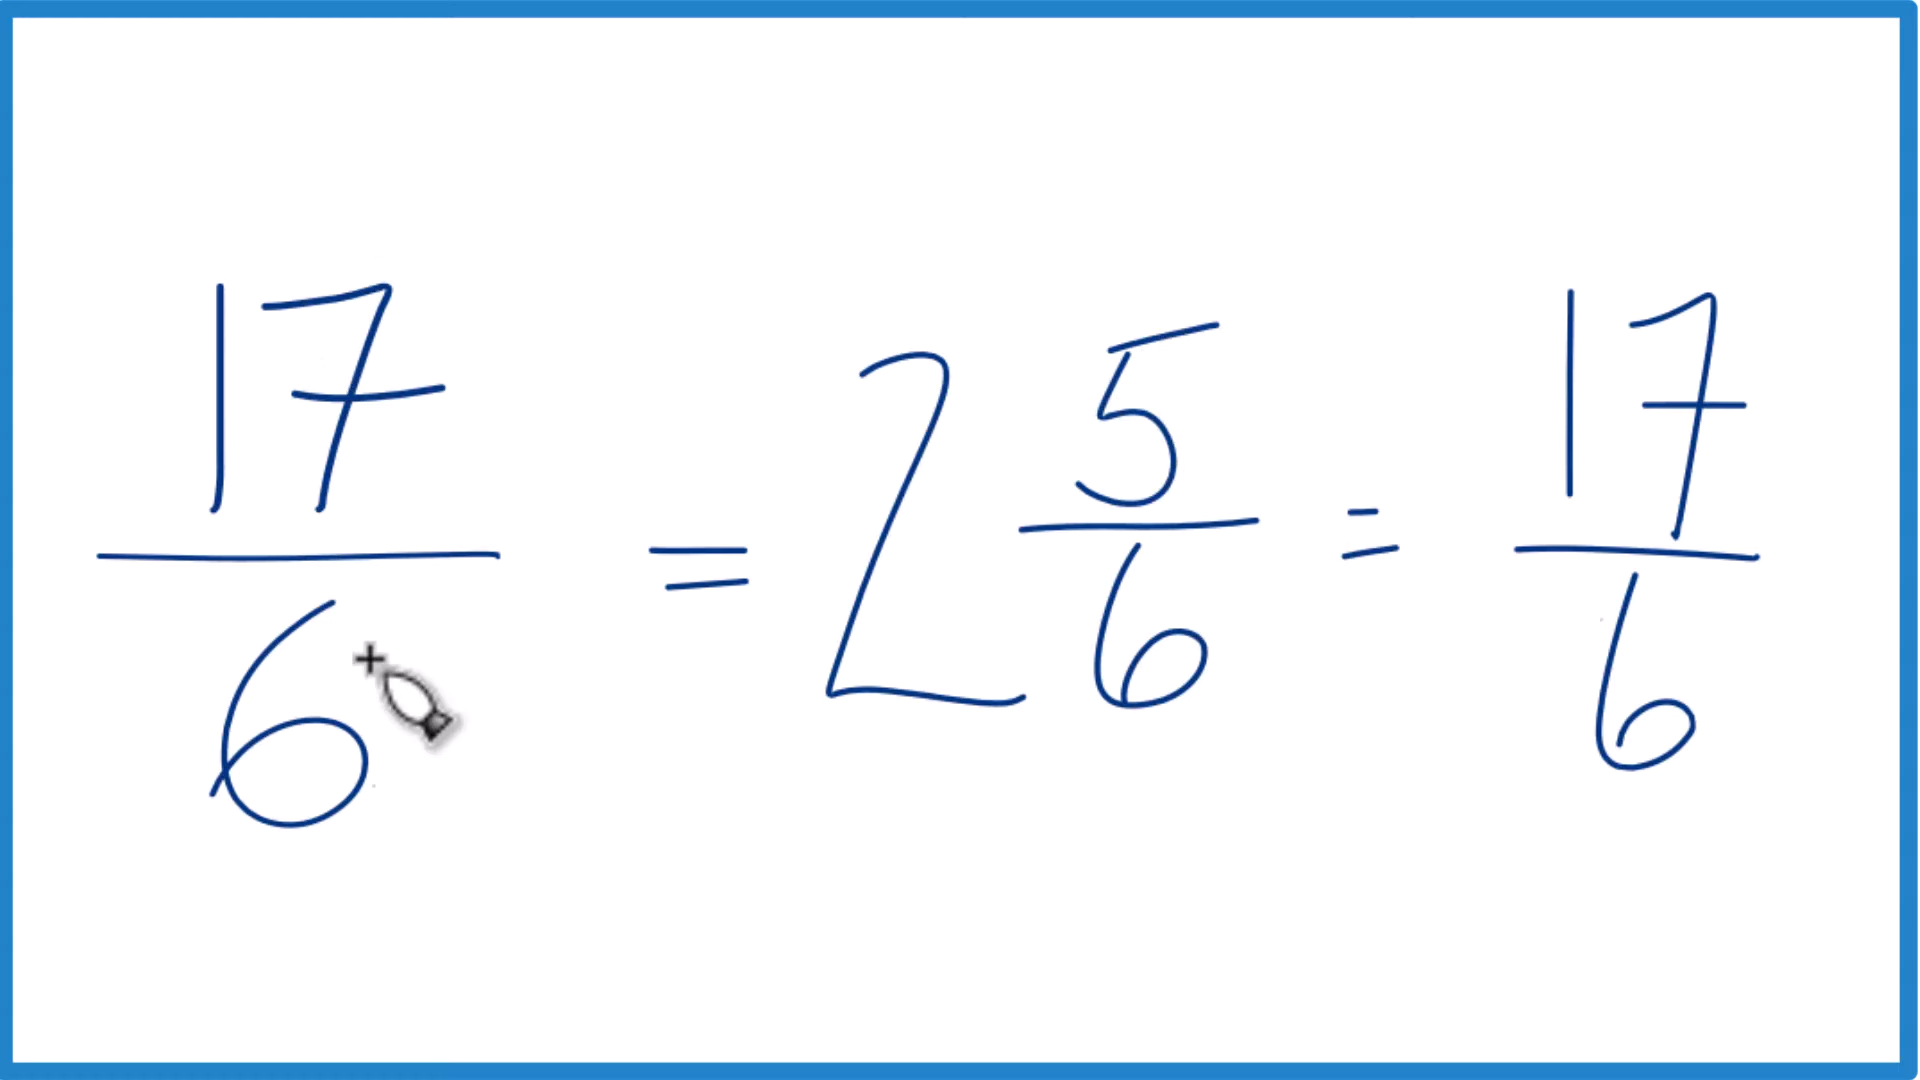 17/6 = 2 5/6 = 17/6